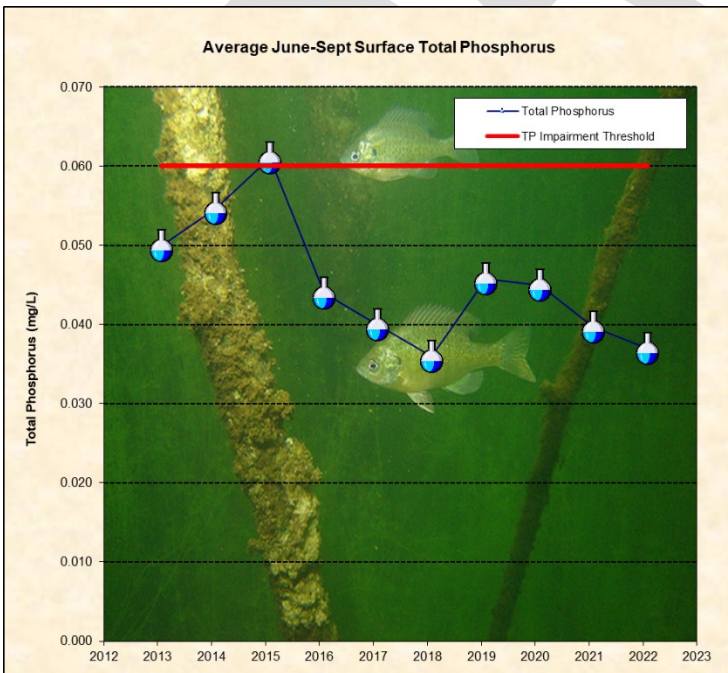 Average June-Sept Surface Total Phosphorus
0.070
Total Phosphorus
TP Impairment Threshold
0.060
0.050
0.040
0.030
0.020
0.010
0.000
Total Phosphorus (mg/L)
2012 2013 2014 2015 2016 2017 2018 2019 2020 2021 2022 2023